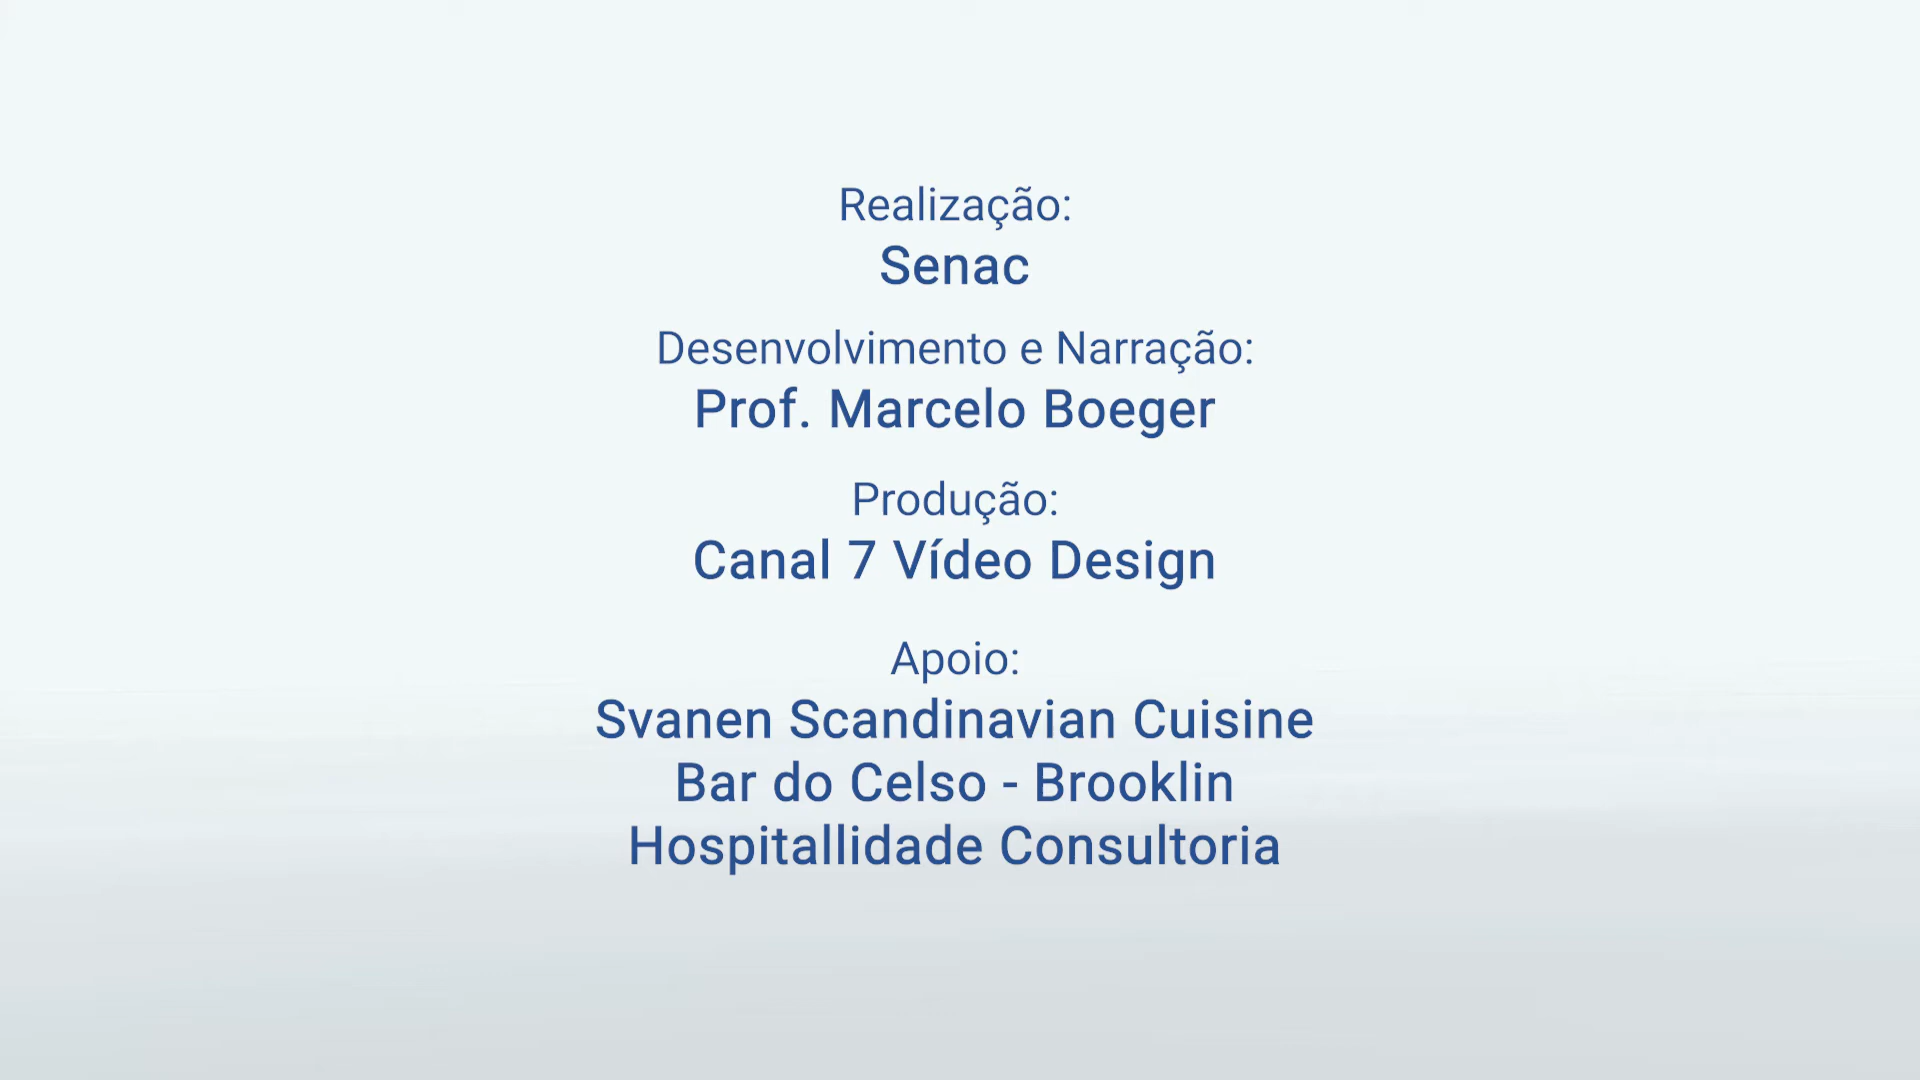 Realização:
Senac
Desenvolvimento e Narração:
Prof. Marcelo Boeger
Produção:
Canal 7 Vídeo Design
Apoio:
Svanen Scandinavian Cuisine
Bar do Celso - Brooklin
Hospitallidade Consultoria